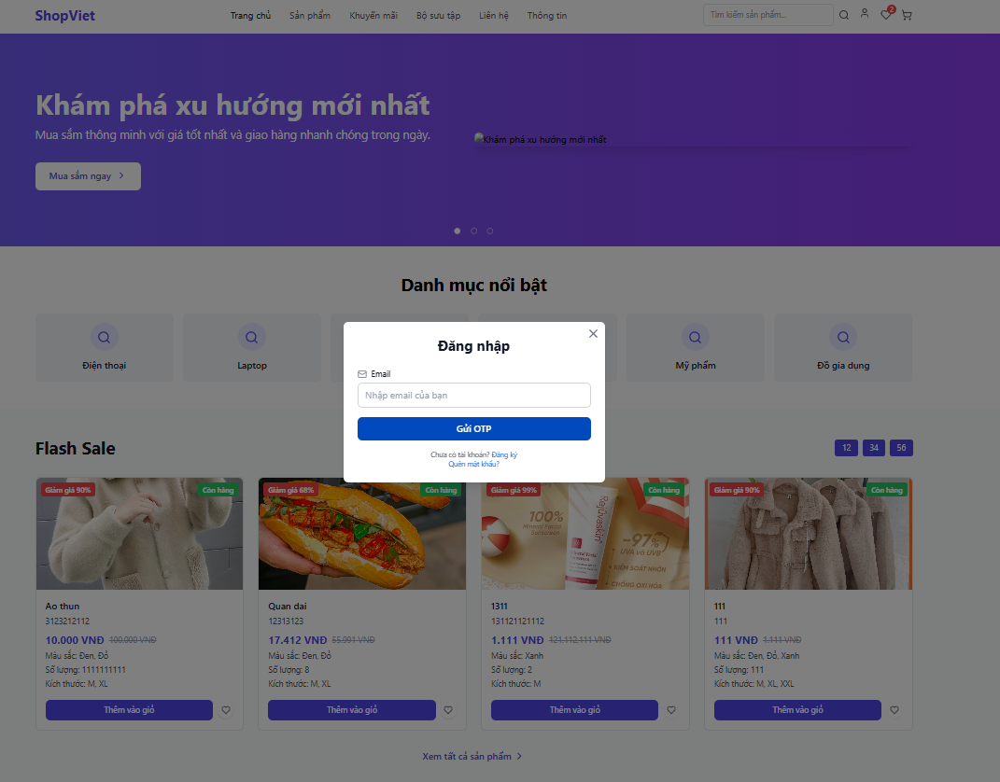 ShopViet
Trang chủ
Sản phẩm
Khuyến mãi
Bộ sưu tập
Liên hệ
Thông tin
Tìm kiếm sản phẩm...
2
Khám phá xu hướng mới nhất
Mua sắm thông minh với giá tốt nhất và giao hàng nhanh chóng trong ngày.
Khám phá xu hướng mới nhất
Mua sắm ngay
Danh mục nổi bật
Điện thoại
Laptop
Mỹ phẩm
Đồ gia dụng
Đăng nhập
Email
Nhập email của bạn
Gửi OTP
Chưa có tài khoản? Đăng ký
Quên mật khẩu?
Flash Sale
12 34 56
Giảm giá 90%
Còn hàng
Ao thun
3123212112
10.000 VNĐ 100.000 VNĐ
Màu sắc: Đen, Đỏ
Số lượng: 1111111111
Kích thước: M, XL
Thêm vào giỏ
Giảm giá 68%
Còn hàng
Quan dai
12313123
17.412 VNĐ 55.991 VNĐ
Màu sắc: Đen, Đỏ
Số lượng: 8
Kích thước: M, XL
Thêm vào giỏ
Giảm giá 99%
Còn hàng
100%
Mineral Facial
Sunscreen
Rejuvaskin
~97%
UVA và UVB
KIỂM SOÁT NHỜN
CHỐNG OXI HÓA
1311
131121121112
1.111 VNĐ 121.112.111 VNĐ
Màu sắc: Xanh
Số lượng: 2
Kích thước: M
Thêm vào giỏ
Giảm giá 90%
Còn hàng
111
111
111 VNĐ 1.111 VNĐ
Màu sắc: Đen, Đỏ, Xanh
Số lượng: 111
Kích thước: M, XL, XXL
Thêm vào giỏ
Xem tất cả sản phẩm